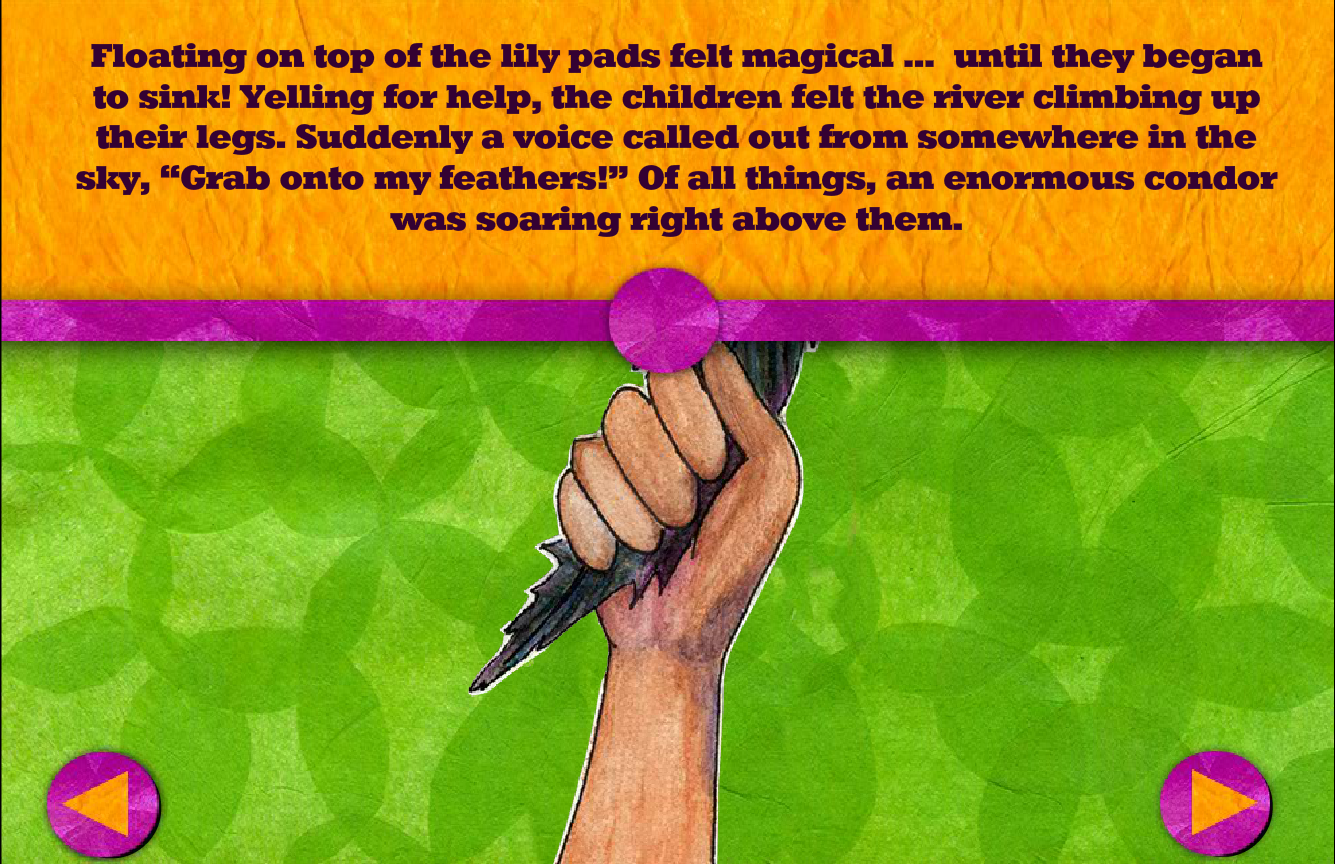 Floating on top of the lily pads felt magical ...  until they began
to sink! Yelling for help, the children felt the river climbing up
their legs. Suddenly a voice called out from somewhere in the
sky, “Grab onto my feathers!” Of all things, an enormous condor
was soaring right above them.